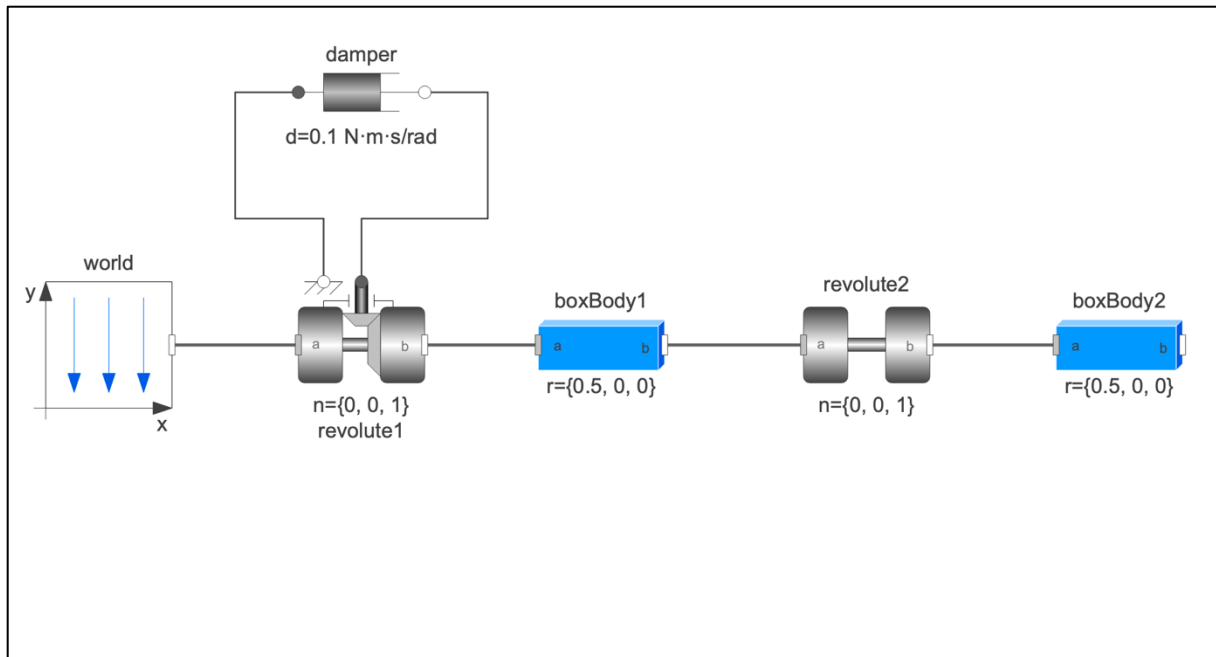 damper
d=0.1 N·m·s/rad
world
y
x
a
b
n={0, 0, 1}
revolute1
boxBody1
a
b
r={0.5, 0, 0}
revolute2
a
b
n={0, 0, 1}
boxBody2
a
b
r={0.5, 0, 0}